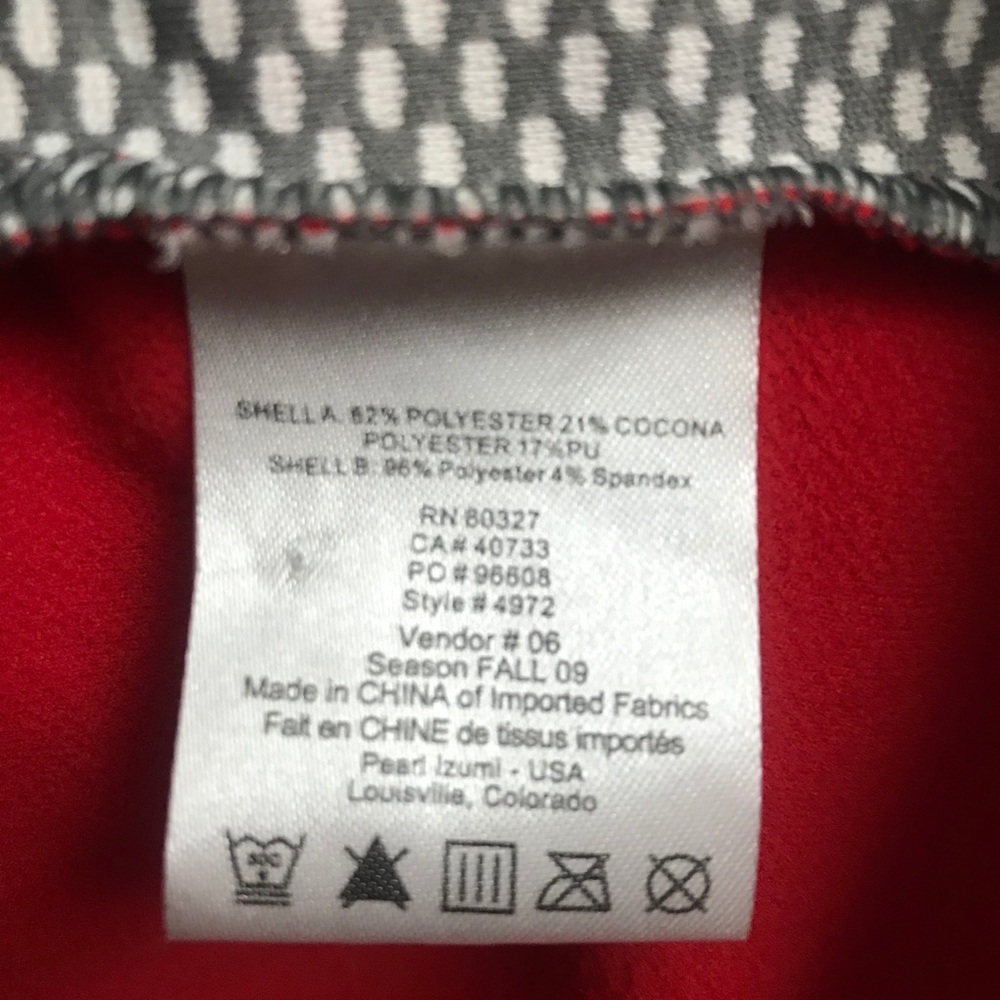 SHELL A. 62% POLYESTER 21% COCONA
POLYESTER 17%PU
SHELL B: 96% Polyester 4% Spandex
RN 60327
CA# 40733
PO # 96608
Style # 4972
Vendor # 06
Season FALL 09
Made in CHINA of Imported Fabrics
Fait en CHINE de tissus importés
Pearl Izumi - USA
Louisville, Colorado
30C